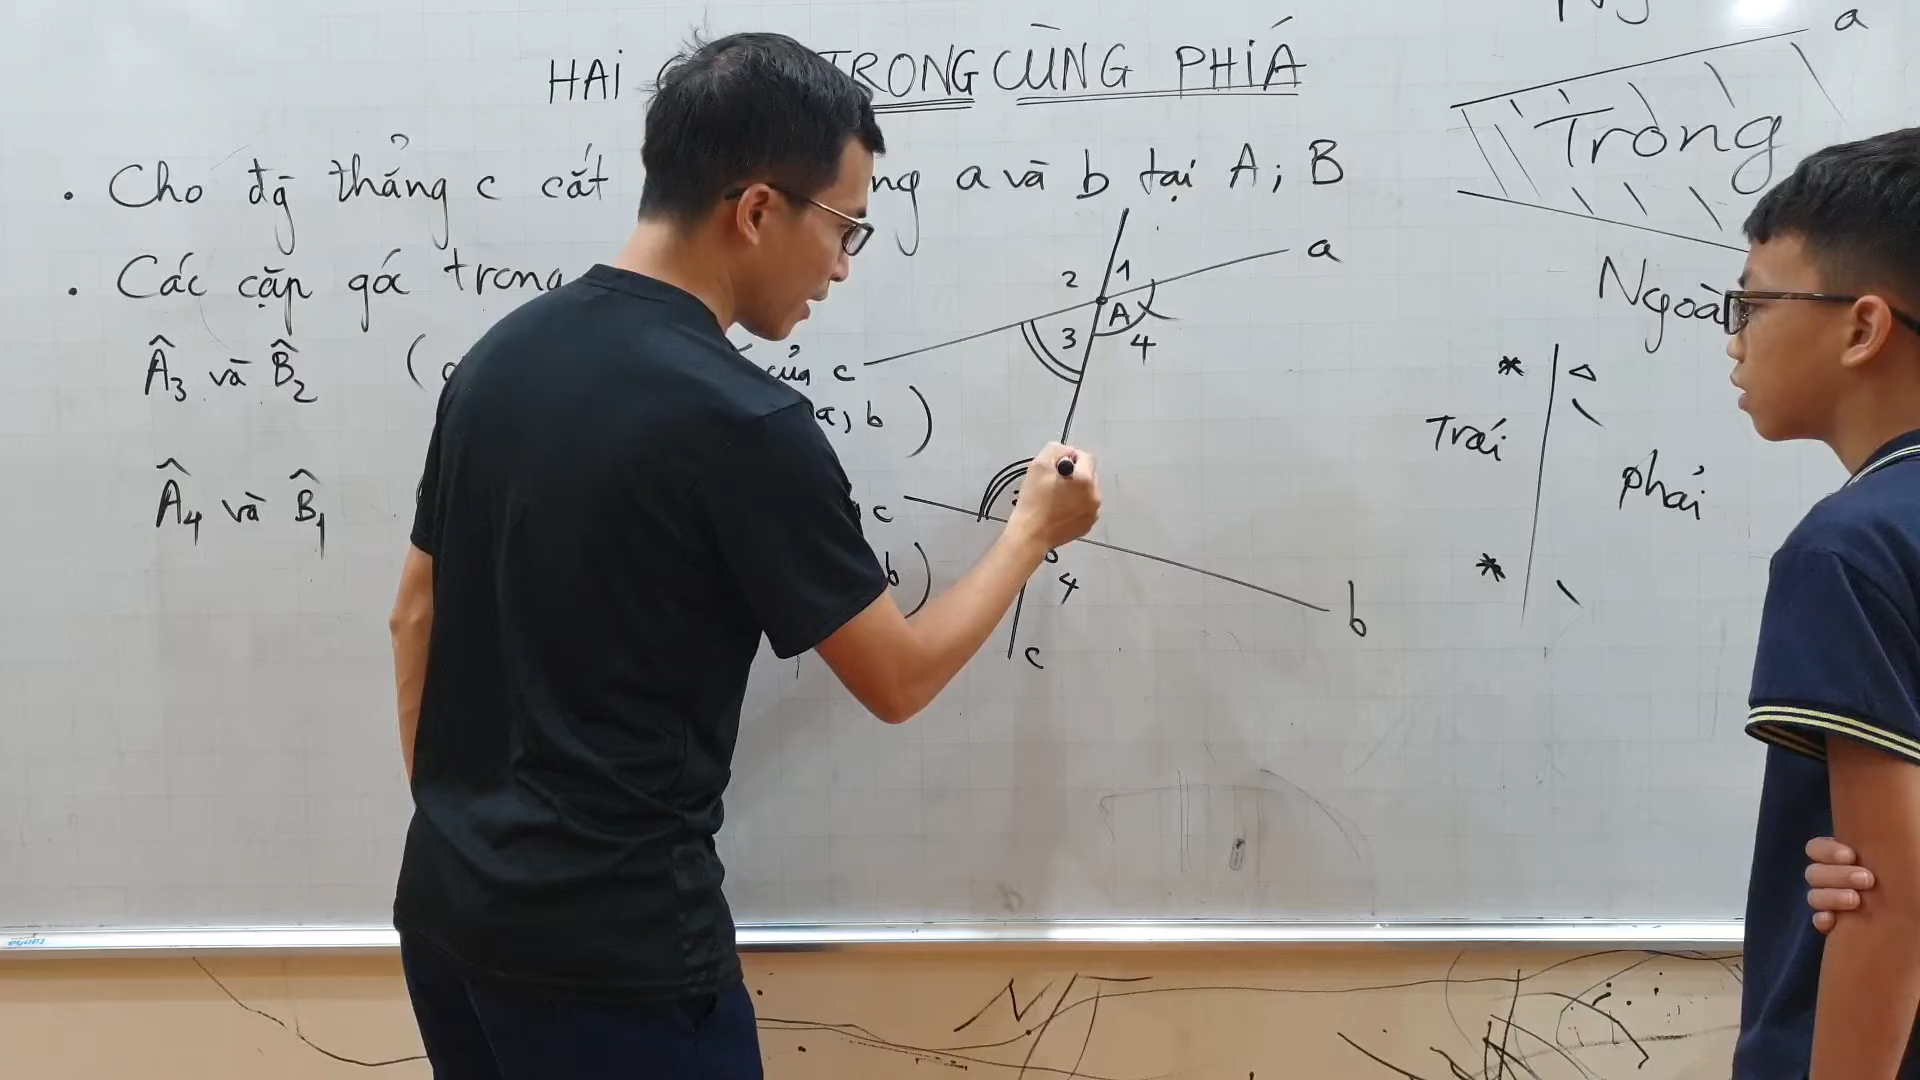 HAI TRONG CÙNG PHÍA
. Cho đg thẳng c cắt ng a và b tại A; B
. Các cặp góc trong
Â3 và B̂2 ( của c
a, b )
Â4 và B̂1 c
b )
2 1 a
A
3 4
4
b
c
a
Trong
Ngoà
* Trái phải
*